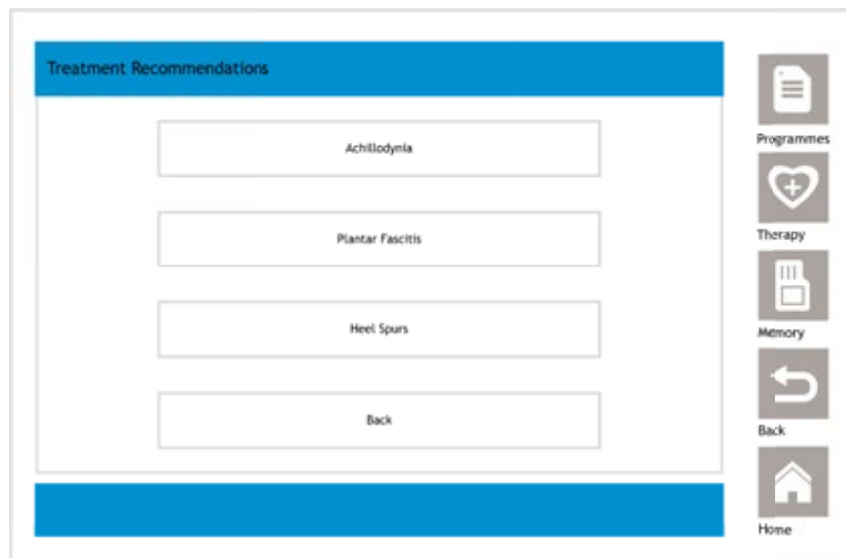 Treatment Recommendations
Achillodynia
Plantar Fascitis
Heel Spurs
Back
Programmes
Therapy
Memory
Back
Home